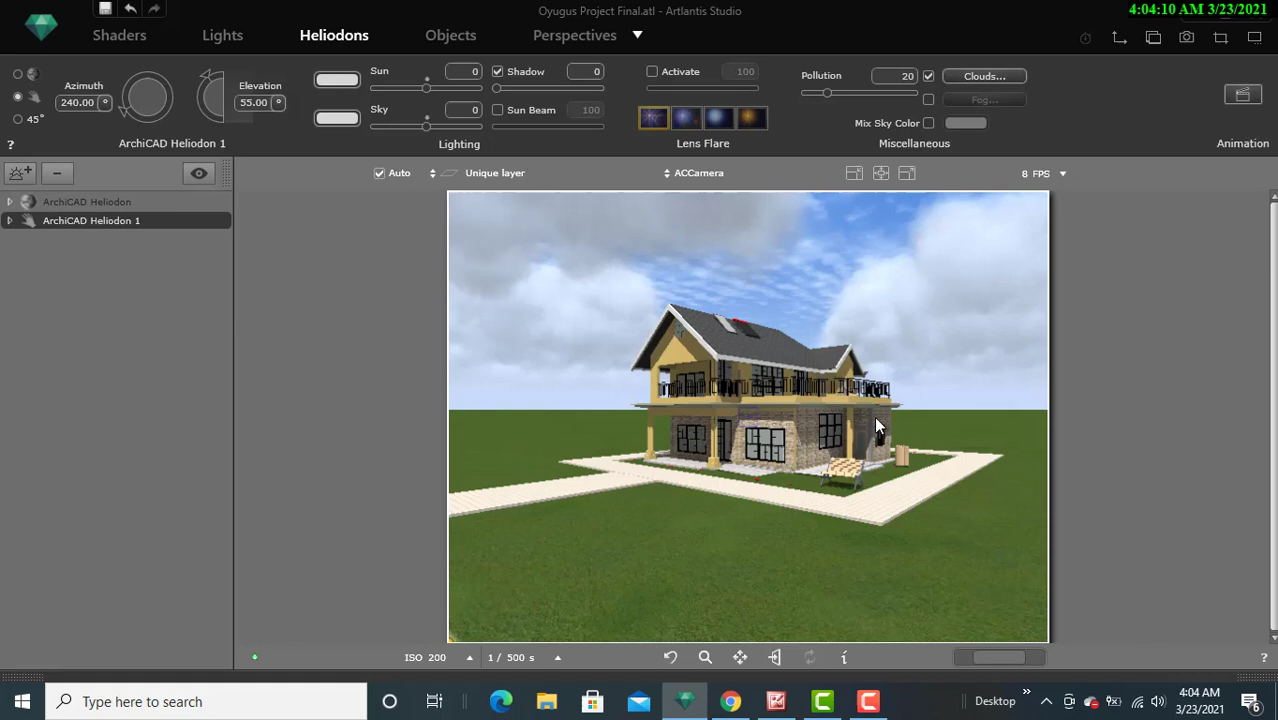 Oyugus Project Final.atl - Artlantis Studio
4:04:10 AM 3/23/2021
Shaders Lights Heliodons Objects Perspectives
Azimuth
240.00 °
45°
Elevation
55.00 °
ArchiCAD Heliodon 1
Sun 0
Sky 0
Shadow 0
Sun Beam 100
Lighting
Activate 100
Lens Flare
Pollution 20
Clouds...
Fog...
Mix Sky Color
Miscellaneous
Animation
?
Auto Unique layer ACCamera 8 FPS
ArchiCAD Heliodon
ArchiCAD Heliodon 1
ISO 200 1 / 500 s i ?
Type here to search
Desktop
4:04 AM
3/23/2021
6